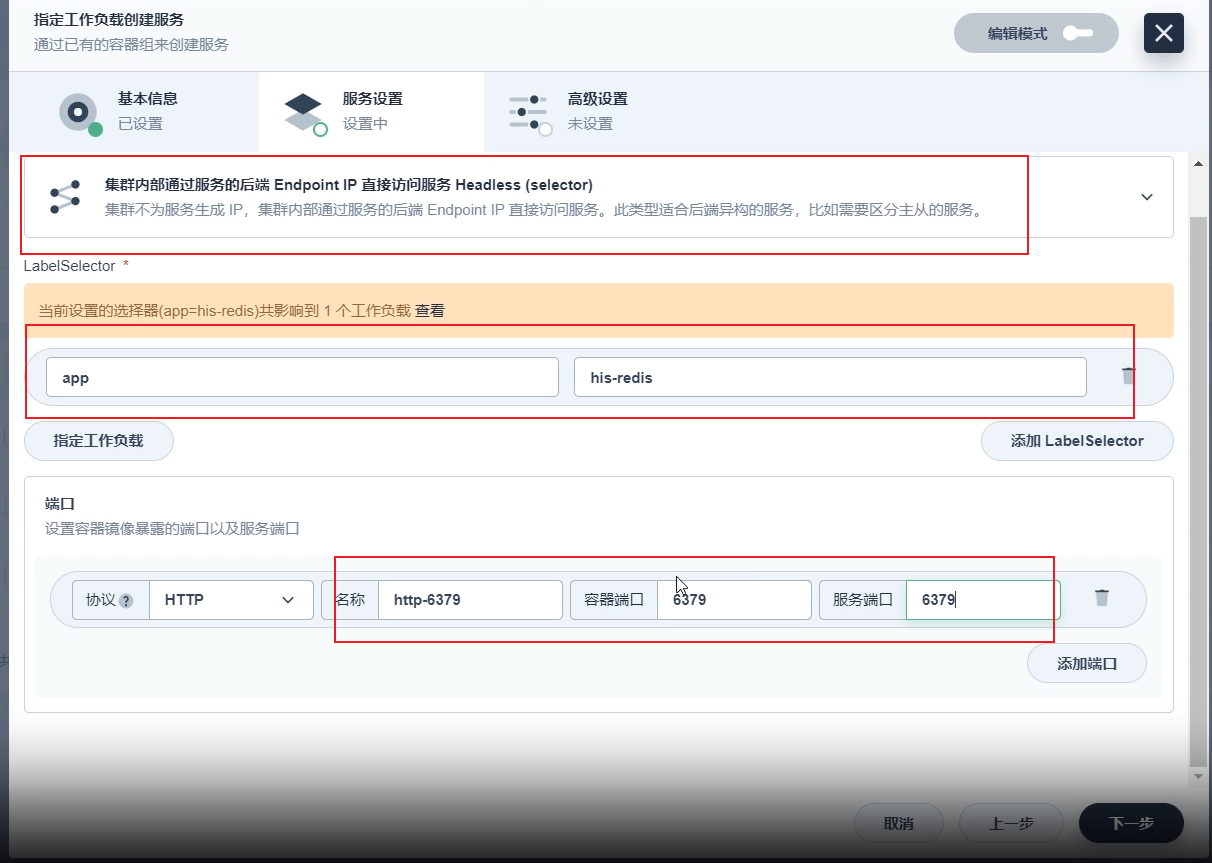 指定工作负载创建服务
通过已有的容器组来创建服务
编辑模式
基本信息
已设置
服务设置
设置中
高级设置
未设置
集群内部通过服务的后端 Endpoint IP 直接访问服务 Headless (selector)
集群不为服务生成 IP，集群内部通过服务的后端 Endpoint IP 直接访问服务。此类型适合后端异构的服务，比如需要区分主从的服务。
LabelSelector *
当前设置的选择器(app=his-redis)共影响到 1 个工作负载 查看
app his-redis
指定工作负载 添加 LabelSelector
端口
设置容器镜像暴露的端口以及服务端口
协议 ? HTTP 名称 http-6379 容器端口 6379 服务端口 6379
添加端口
取消 上一步 下一步